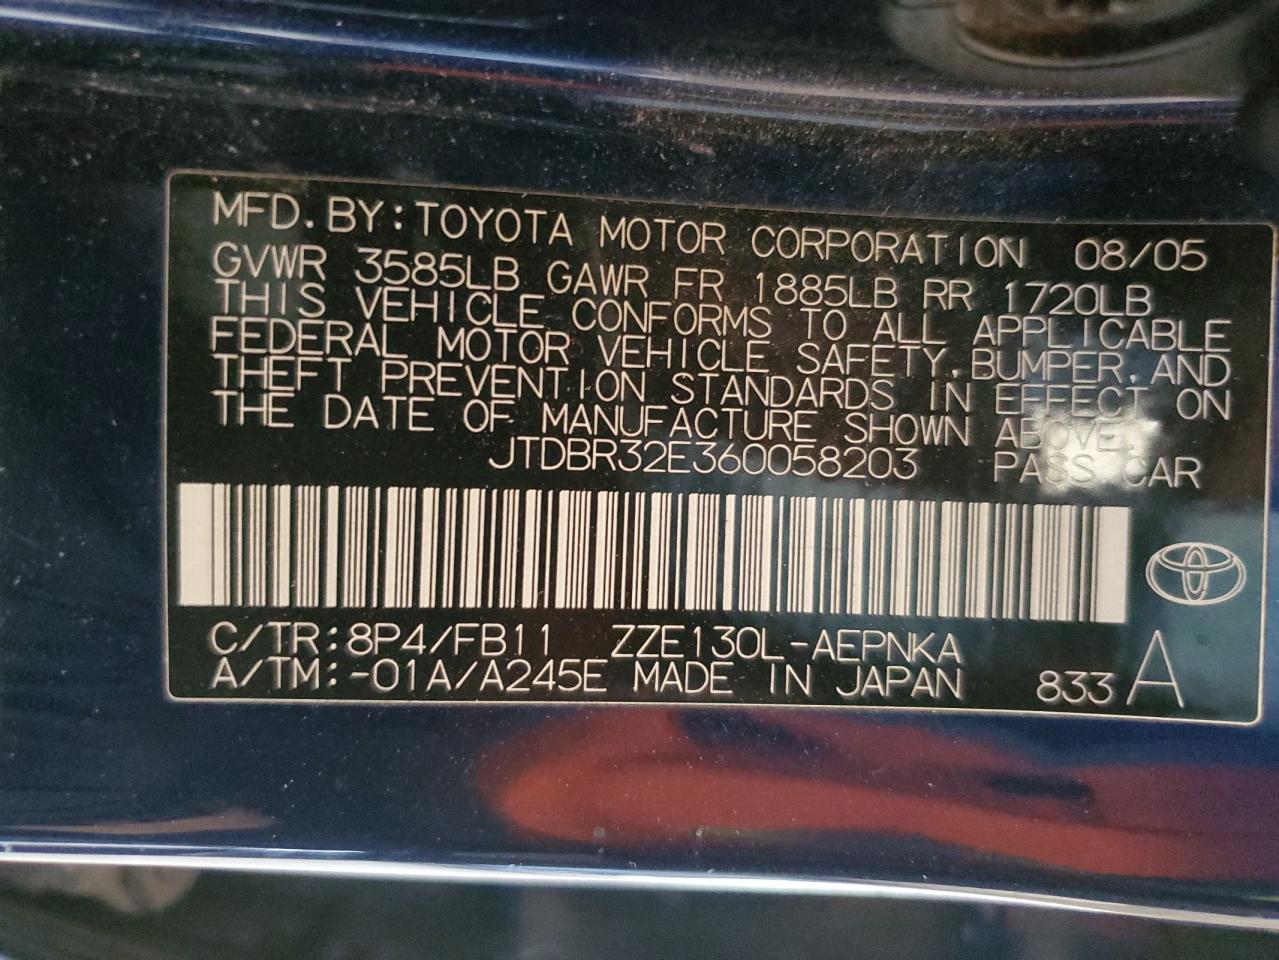 MFD. BY: TOYOTA MOTOR CORPORATION 08/05
GVWR 3585LB GAWR FR 1885LB RR 1720LB
THIS VEHICLE CONFORMS TO ALL APPLICABLE
FEDERAL MOTOR VEHICLE SAFETY, BUMPER, AND
THEFT PREVENTION STANDARDS IN EFFECT ON
THE DATE OF MANUFACTURE SHOWN ABOVE.
JTDBR32E360058203 PASS CAR
C/TR: 8P4/FB11 ZZE130L-AEPNKA
A/TM: -01A/A245E MADE IN JAPAN 833 A